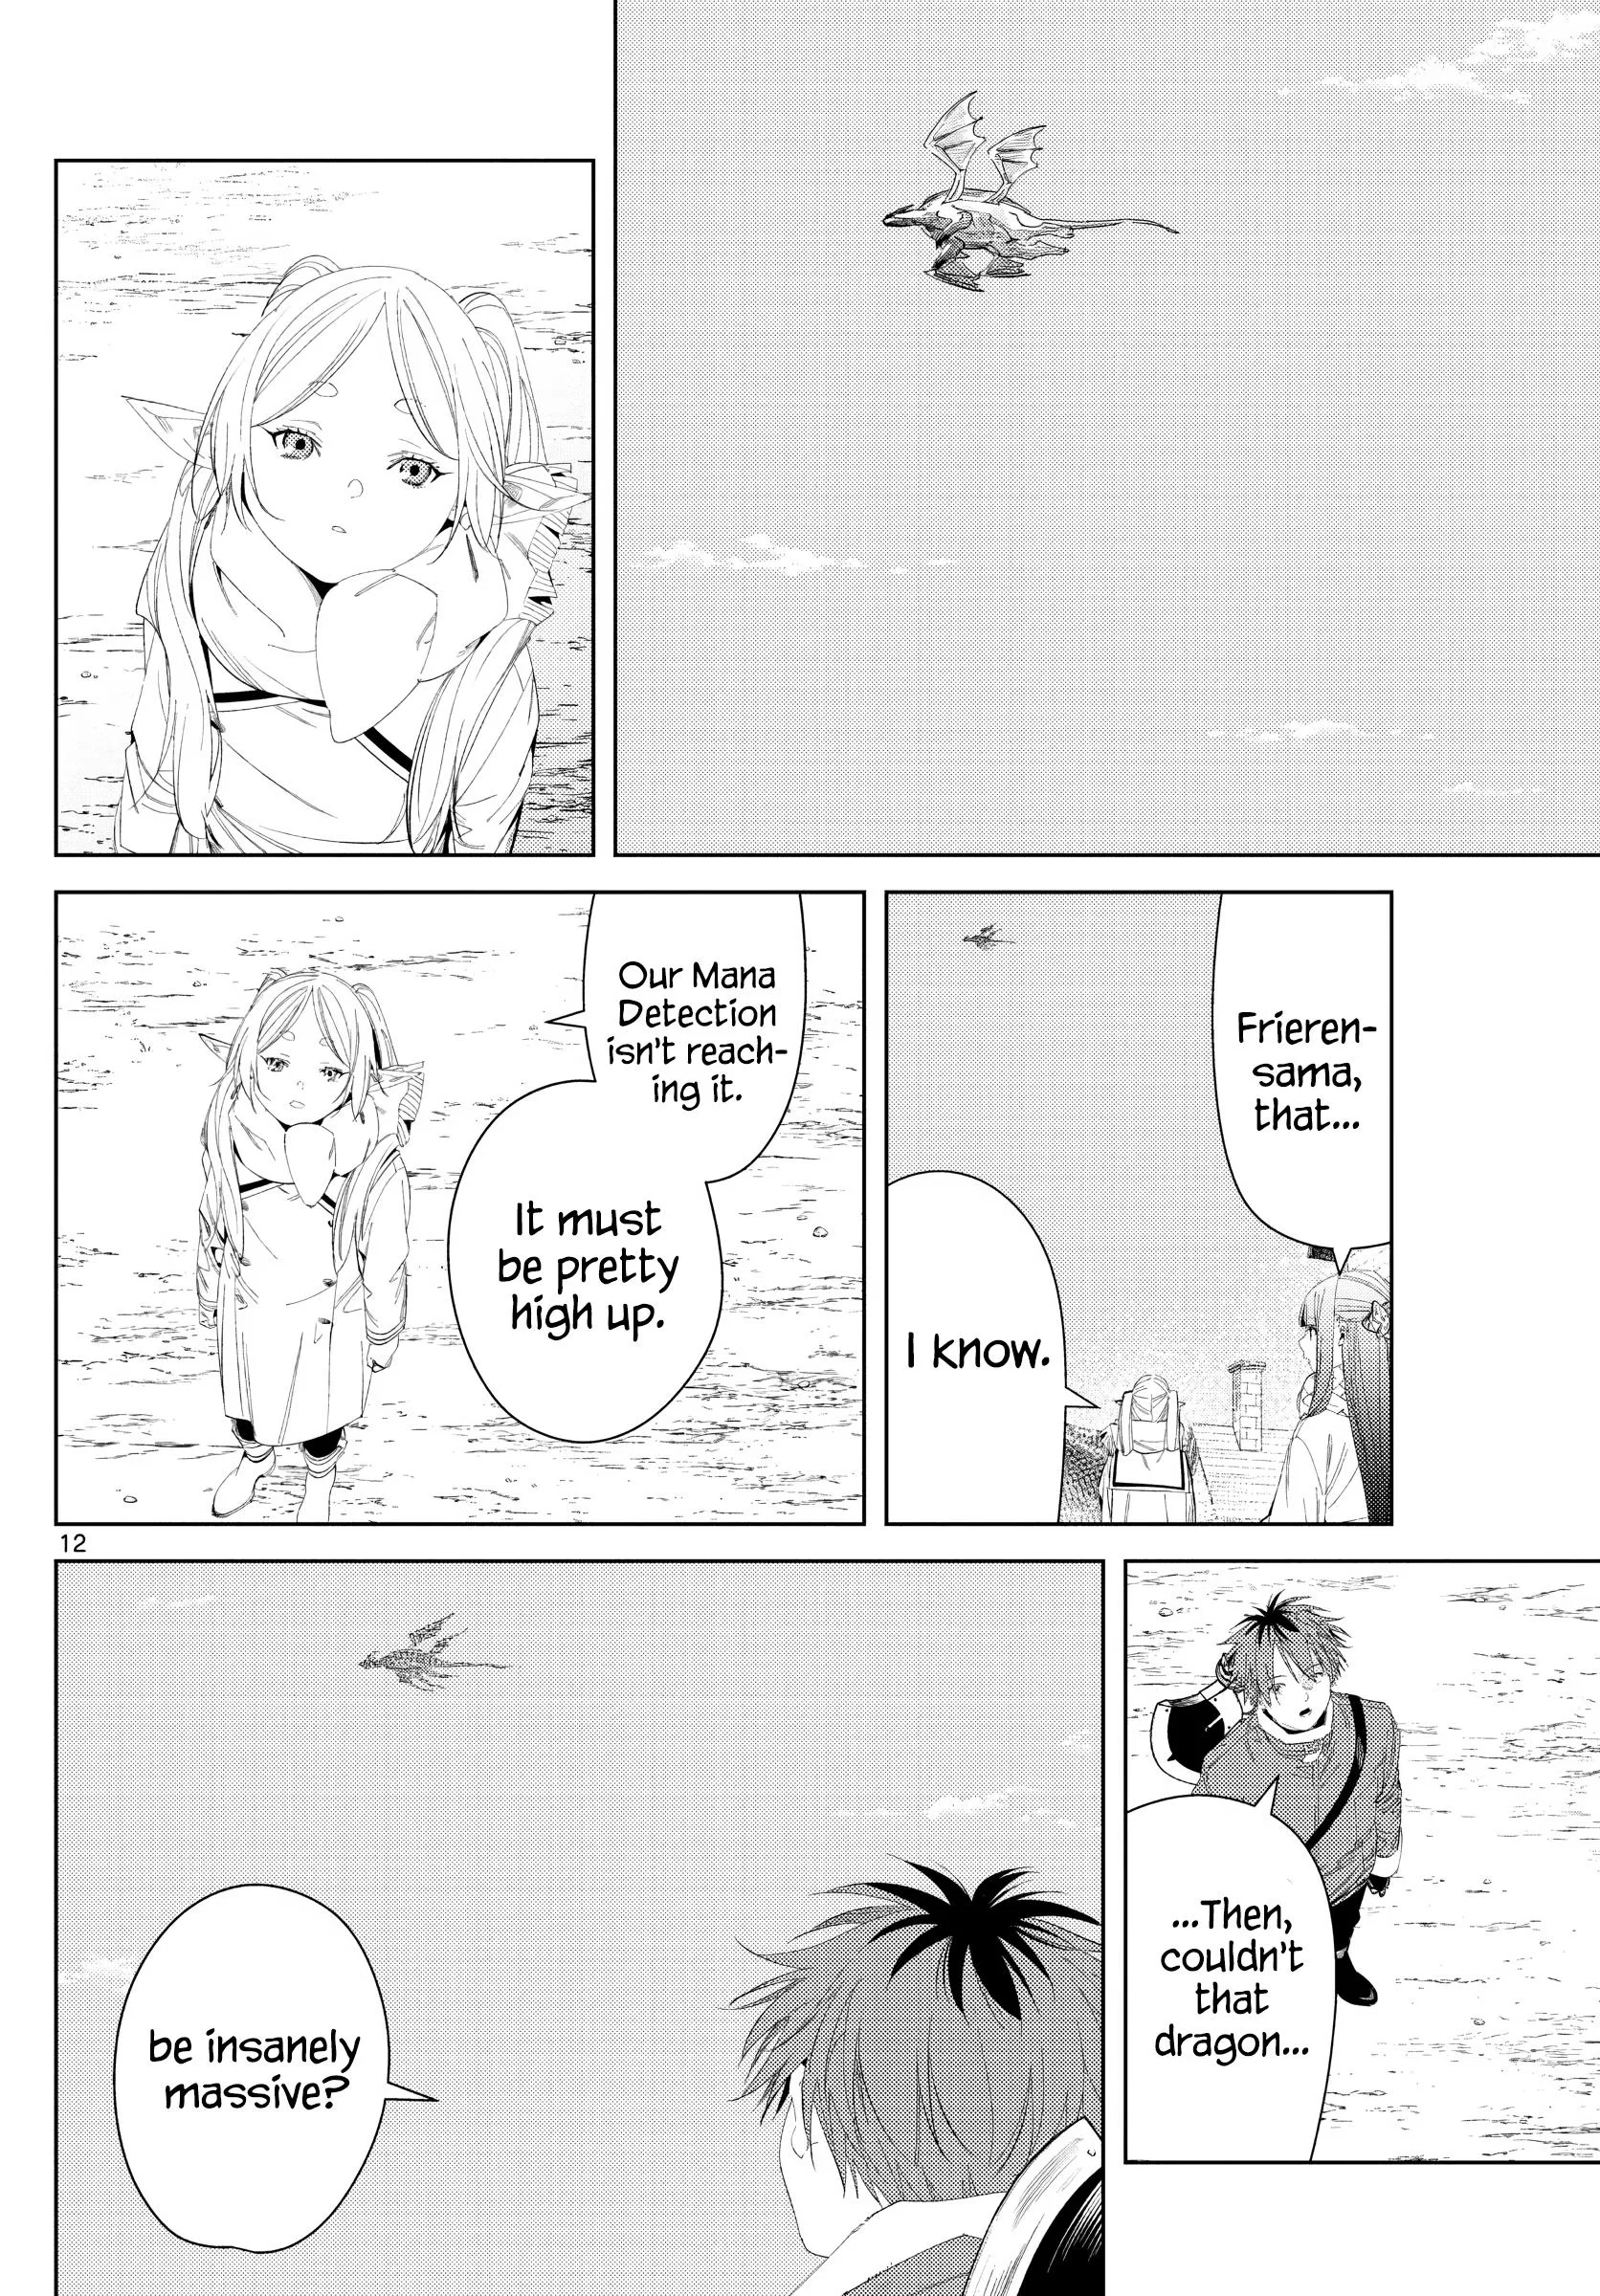 Frieren-
sama,
that...
I know.
Our Mana
Detection
isn't reach-
ing it.
It must
be pretty
high up.
12
...Then,
couldn't
that
dragon...
be insanely
massive?